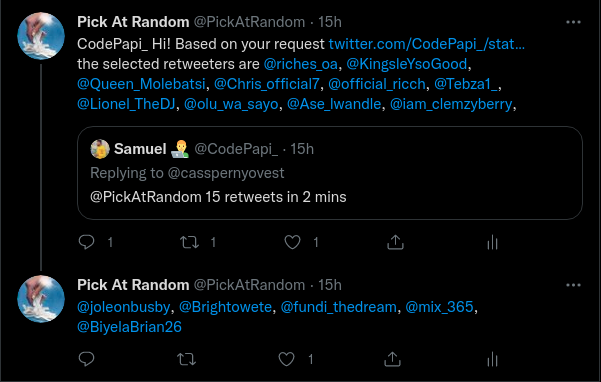 Pick At Random @PickAtRandom · 15h
CodePapi_ Hi! Based on your request twitter.com/CodePapi_/stat…
the selected retweeters are @riches_oa, @KingsleYsoGood,
@Queen_Molebatsi, @Chris_official7, @official_ricch, @Tebza1_,
@Lionel_TheDJ, @olu_wa_sayo, @Ase_lwandle, @iam_clemzyberry,
Samuel 👨‍💻 @CodePapi_ · 15h
Replying to @casspernyovest
@PickAtRandom 15 retweets in 2 mins
1 1 1
Pick At Random @PickAtRandom · 15h
@joleonbusby, @Brightowete, @fundi_thedream, @mix_365,
@BiyelaBrian26
1